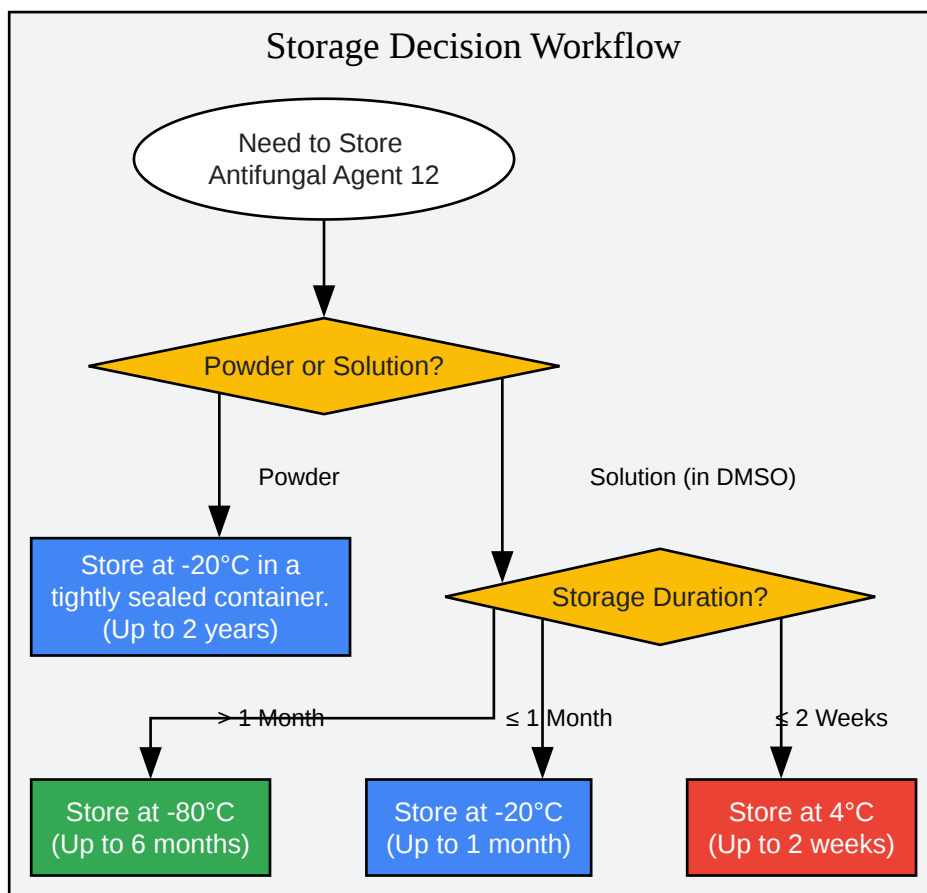 Storage Decision Workflow
Need to Store
Antifungal Agent 12
Powder or Solution?
Powder
Solution (in DMSO)
Store at -20°C in a
tightly sealed container.
(Up to 2 years)
Storage Duration?
> 1 Month
≤ 1 Month
≤ 2 Weeks
Store at -80°C
(Up to 6 months)
Store at -20°C
(Up to 1 month)
Store at 4°C
(Up to 2 weeks)